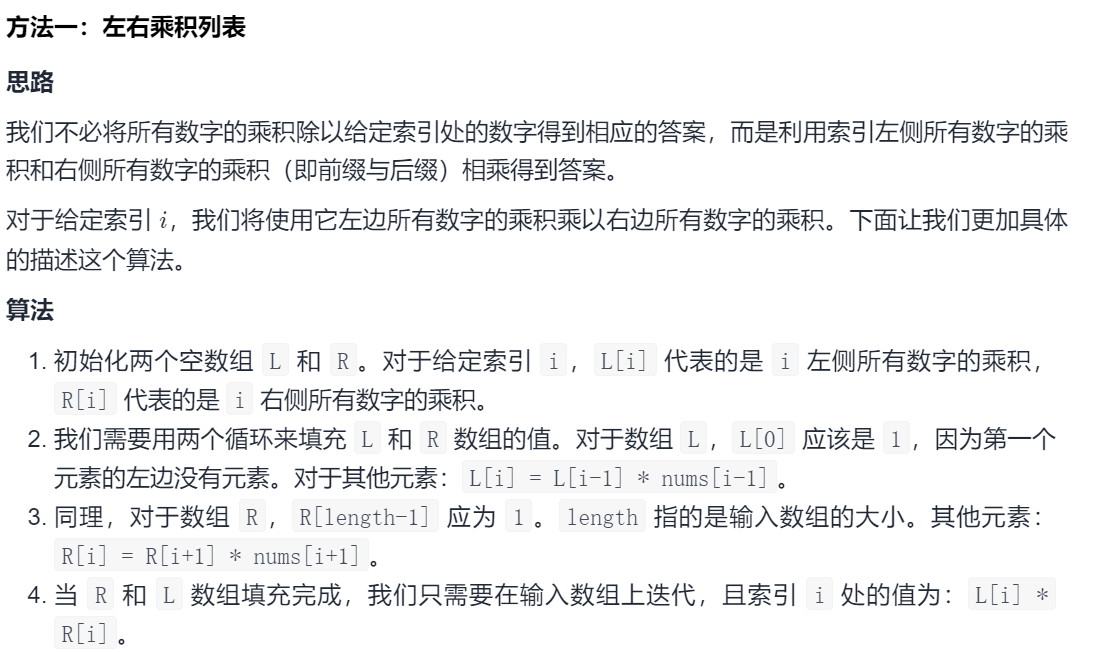 方法一：左右乘积列表
思路
我们不必将所有数字的乘积除以给定索引处的数字得到相应的答案，而是利用索引左侧所有数字的乘
积和右侧所有数字的乘积（即前缀与后缀）相乘得到答案。
对于给定索引 i，我们将使用它左边所有数字的乘积乘以右边所有数字的乘积。下面让我们更加具体
的描述这个算法。
算法
1. 初始化两个空数组 L 和 R 。对于给定索引 i ， L[i] 代表的是 i 左侧所有数字的乘积，
R[i] 代表的是 i 右侧所有数字的乘积。
2. 我们需要用两个循环来填充 L 和 R 数组的值。对于数组 L ， L[0] 应该是 1 ，因为第一个
元素的左边没有元素。对于其他元素： L[i] = L[i-1] * nums[i-1] 。
3. 同理，对于数组 R ， R[length-1] 应为 1 。 length 指的是输入数组的大小。其他元素：
R[i] = R[i+1] * nums[i+1] 。
4. 当 R 和 L 数组填充完成，我们只需要在输入数组上迭代，且索引 i 处的值为： L[i] *
R[i] 。